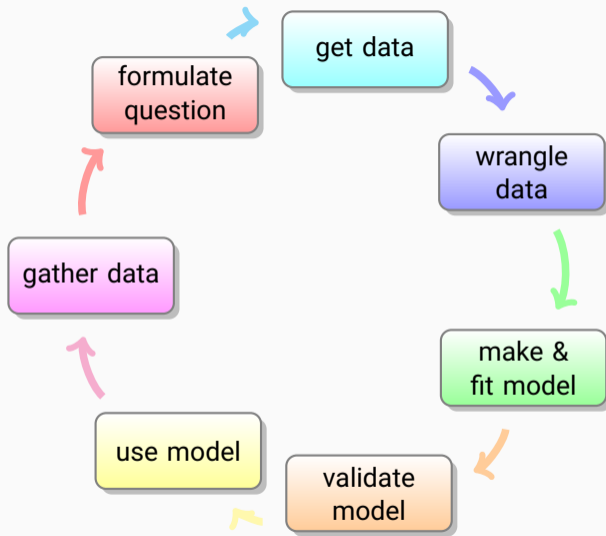 get data
formulate
question
wrangle
data
gather data
make &
fit model
use model
validate
model